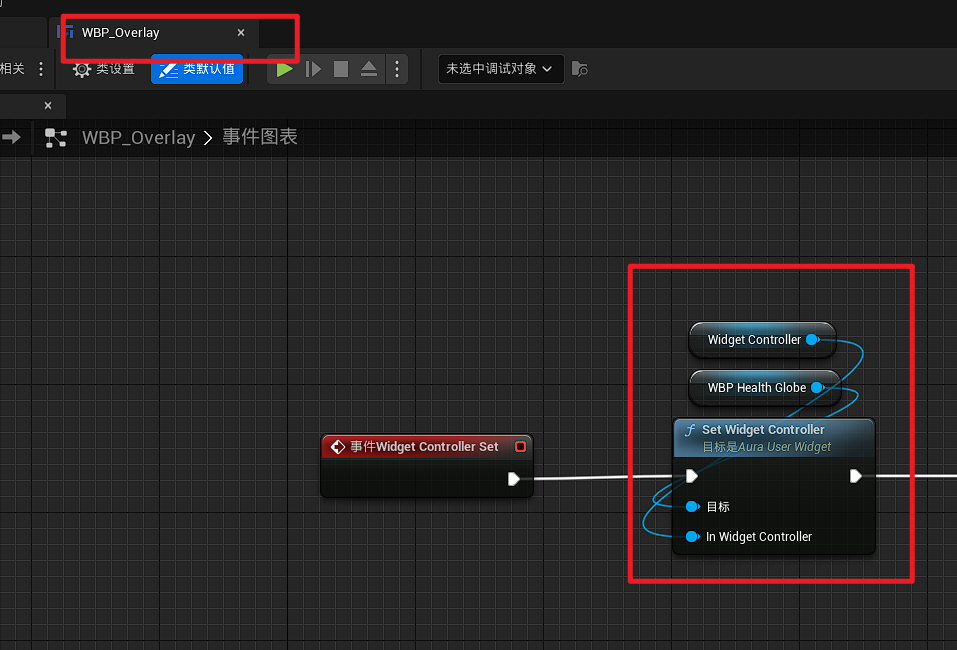 WBP_Overlay
相关
类设置
类默认值
未选中调试对象
WBP_Overlay > 事件图表
Widget Controller
WBP Health Globe
事件Widget Controller Set
Set Widget Controller
目标是Aura User Widget
目标
In Widget Controller